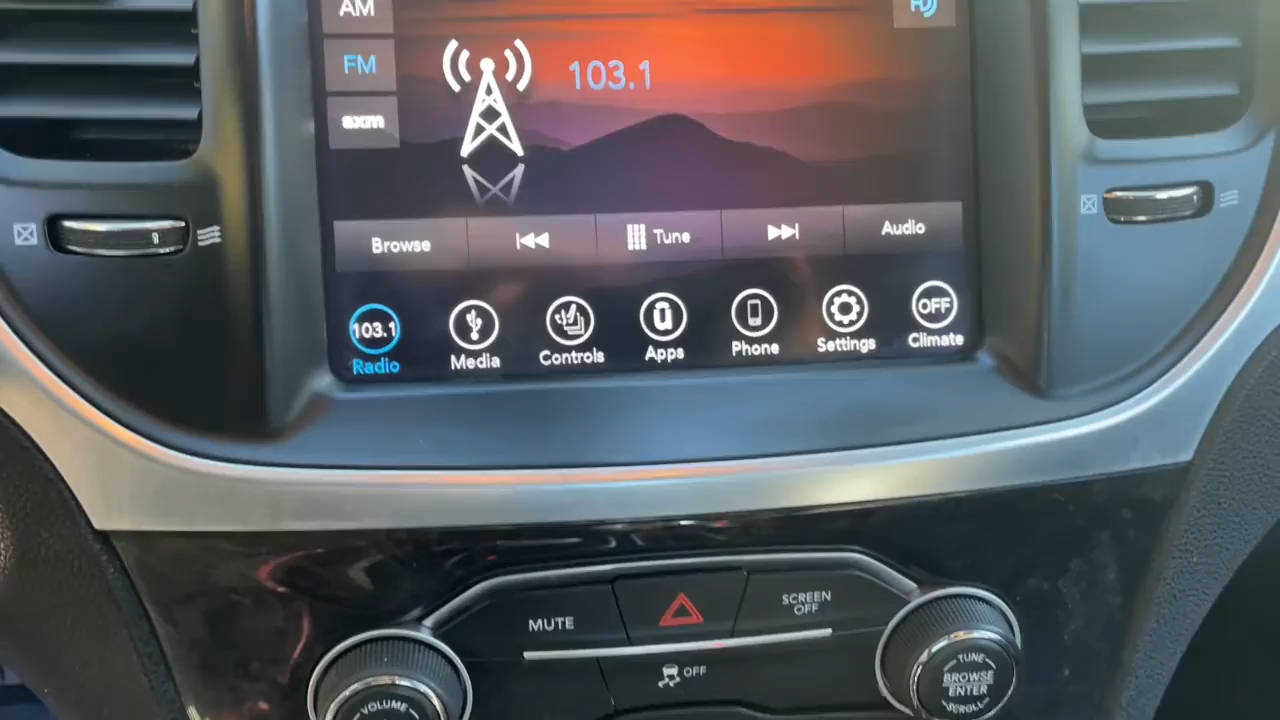 AM
FM
103.1
sxm
Browse
Tune
Audio
103.1
OFF
Radio
Media
Controls
Apps
Phone
Settings
Climate
MUTE
SCREEN
OFF
OFF
VOLUME
TUNE
BROWSE
ENTER
SCROLL